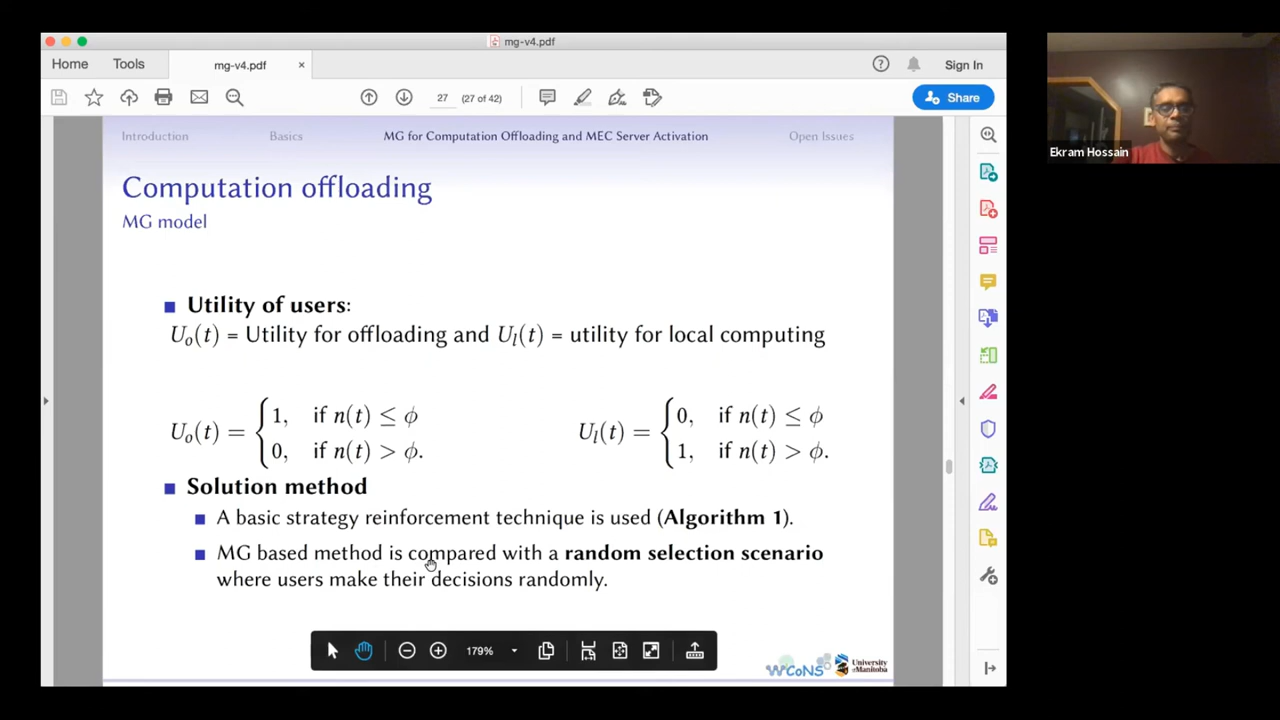 mg-v4.pdf
Home Tools mg-v4.pdf × Sign In
27 (27 of 42) Share
Introduction Basics MG for Computation Offloading and MEC Server Activation Open Issues
Computation offloading
MG model
Utility of users:
U_o(t) = Utility for offloading and U_l(t) = utility for local computing
U_o(t) = { 1, if n(t) ≤ ϕ
0, if n(t) > ϕ.
U_l(t) = { 0, if n(t) ≤ ϕ
1, if n(t) > ϕ.
Solution method
A basic strategy reinforcement technique is used (Algorithm 1).
MG based method is compared with a random selection scenario
where users make their decisions randomly.
179%
WiCoNS University of Manitoba
Ekram Hossain